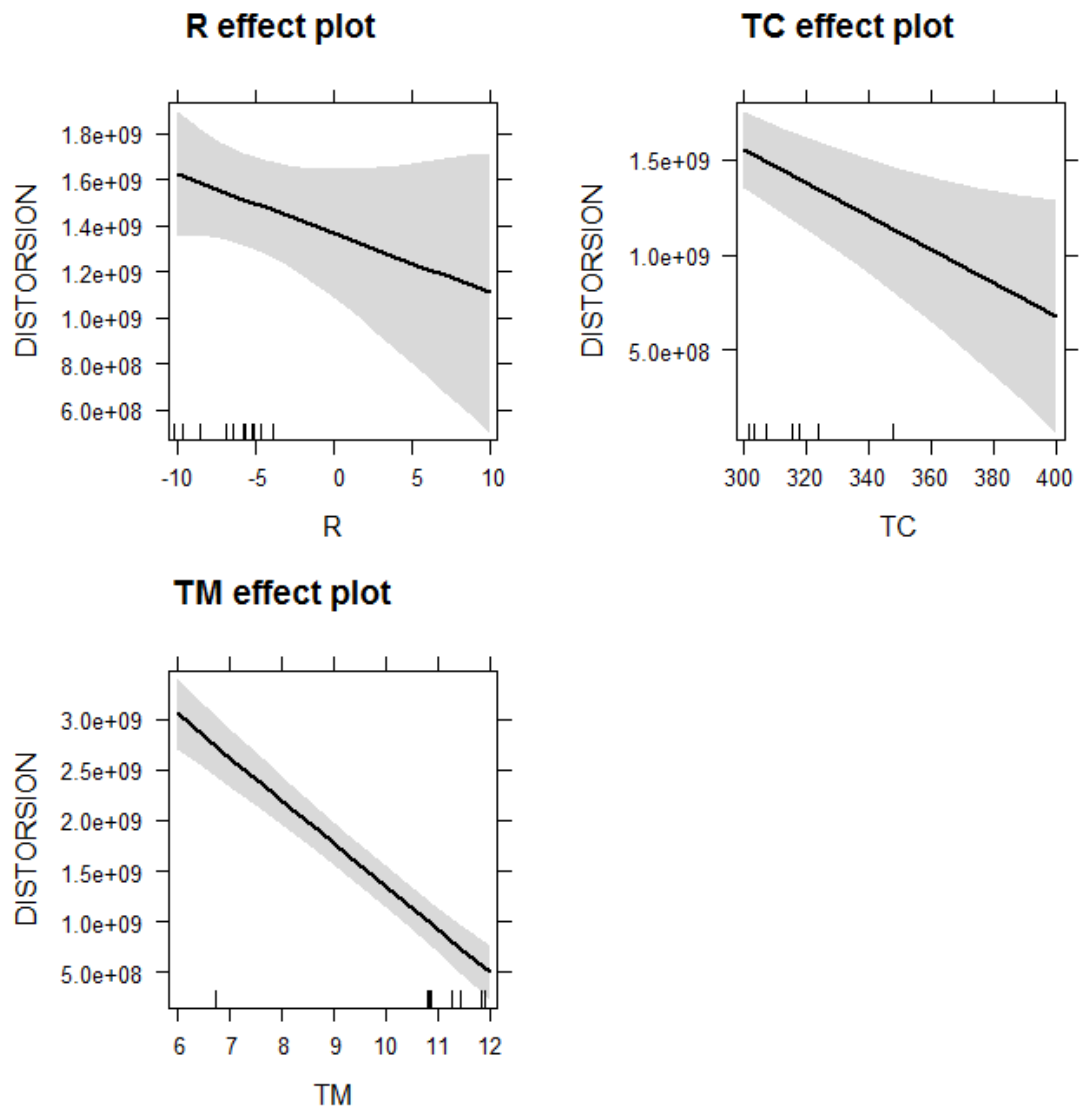 R effect plot
DISTORSION
1.8e+09
1.6e+09
1.4e+09
1.2e+09
1.0e+09
8.0e+08
6.0e+08
-10 -5 0 5 10
R
TC effect plot
DISTORSION
1.5e+09
1.0e+09
5.0e+08
300 320 340 360 380 400
TC
TM effect plot
DISTORSION
3.0e+09
2.5e+09
2.0e+09
1.5e+09
1.0e+09
5.0e+08
6 7 8 9 10 11 12
TM